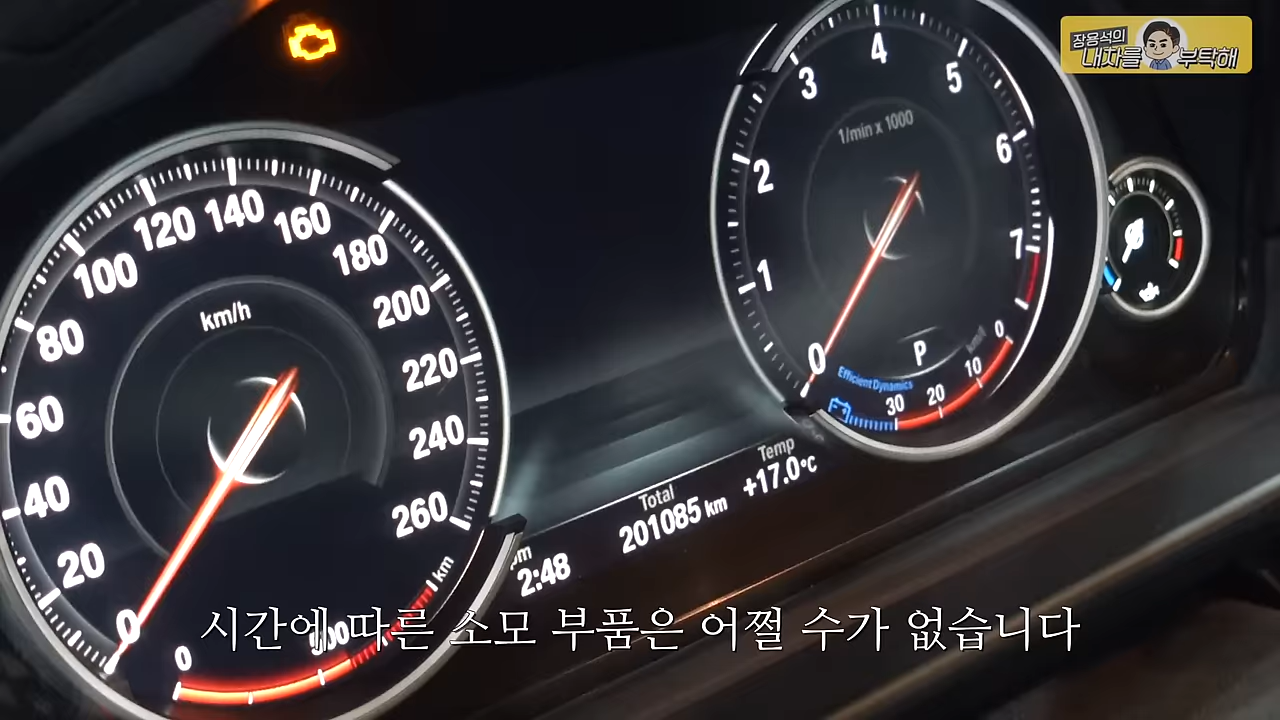 장용석의
내차를 부탁해
km/h
0
20
40
60
80
100
120
140
160
180
200
220
240
260
0
km
1/min x 1000
0
1
2
3
4
5
6
7
P
Efficient Dynamics
30
20
10
0
Temp
+17.0°C
Total
201085 km
pm
2:48
시간에 따른 소모 부품은 어쩔 수가 없습니다